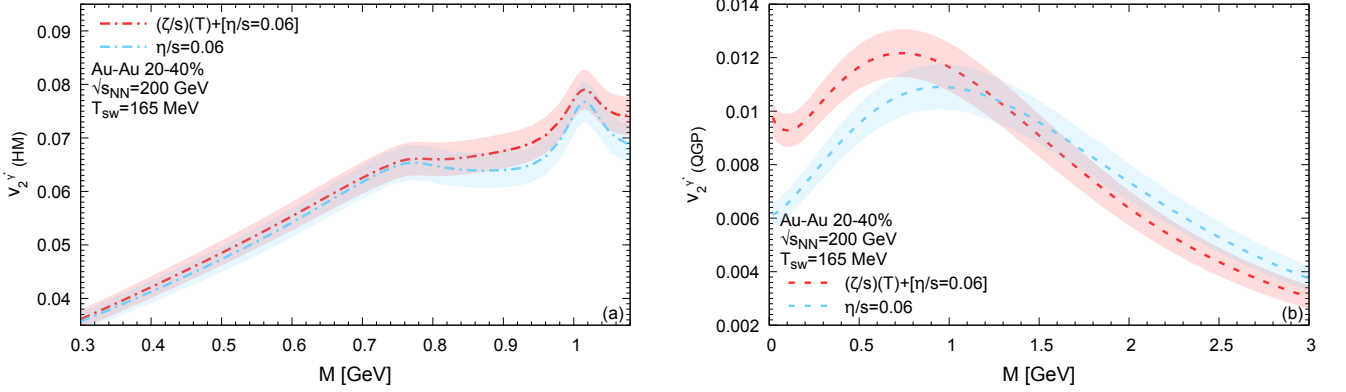 0.09
0.08
0.07
0.06
0.05
0.04
v₂^γ* (HM)
(ζ/s)(T)+[η/s=0.06]
η/s=0.06
Au-Au 20-40%
√sNN=200 GeV
Tsw=165 MeV
(a)
0.3 0.4 0.5 0.6 0.7 0.8 0.9 1
M [GeV]
0.014
0.012
0.01
0.008
0.006
0.004
0.002
v₂^γ* (QGP)
Au-Au 20-40%
√sNN=200 GeV
Tsw=165 MeV
(ζ/s)(T)+[η/s=0.06]
η/s=0.06
(b)
0 0.5 1 1.5 2 2.5 3
M [GeV]